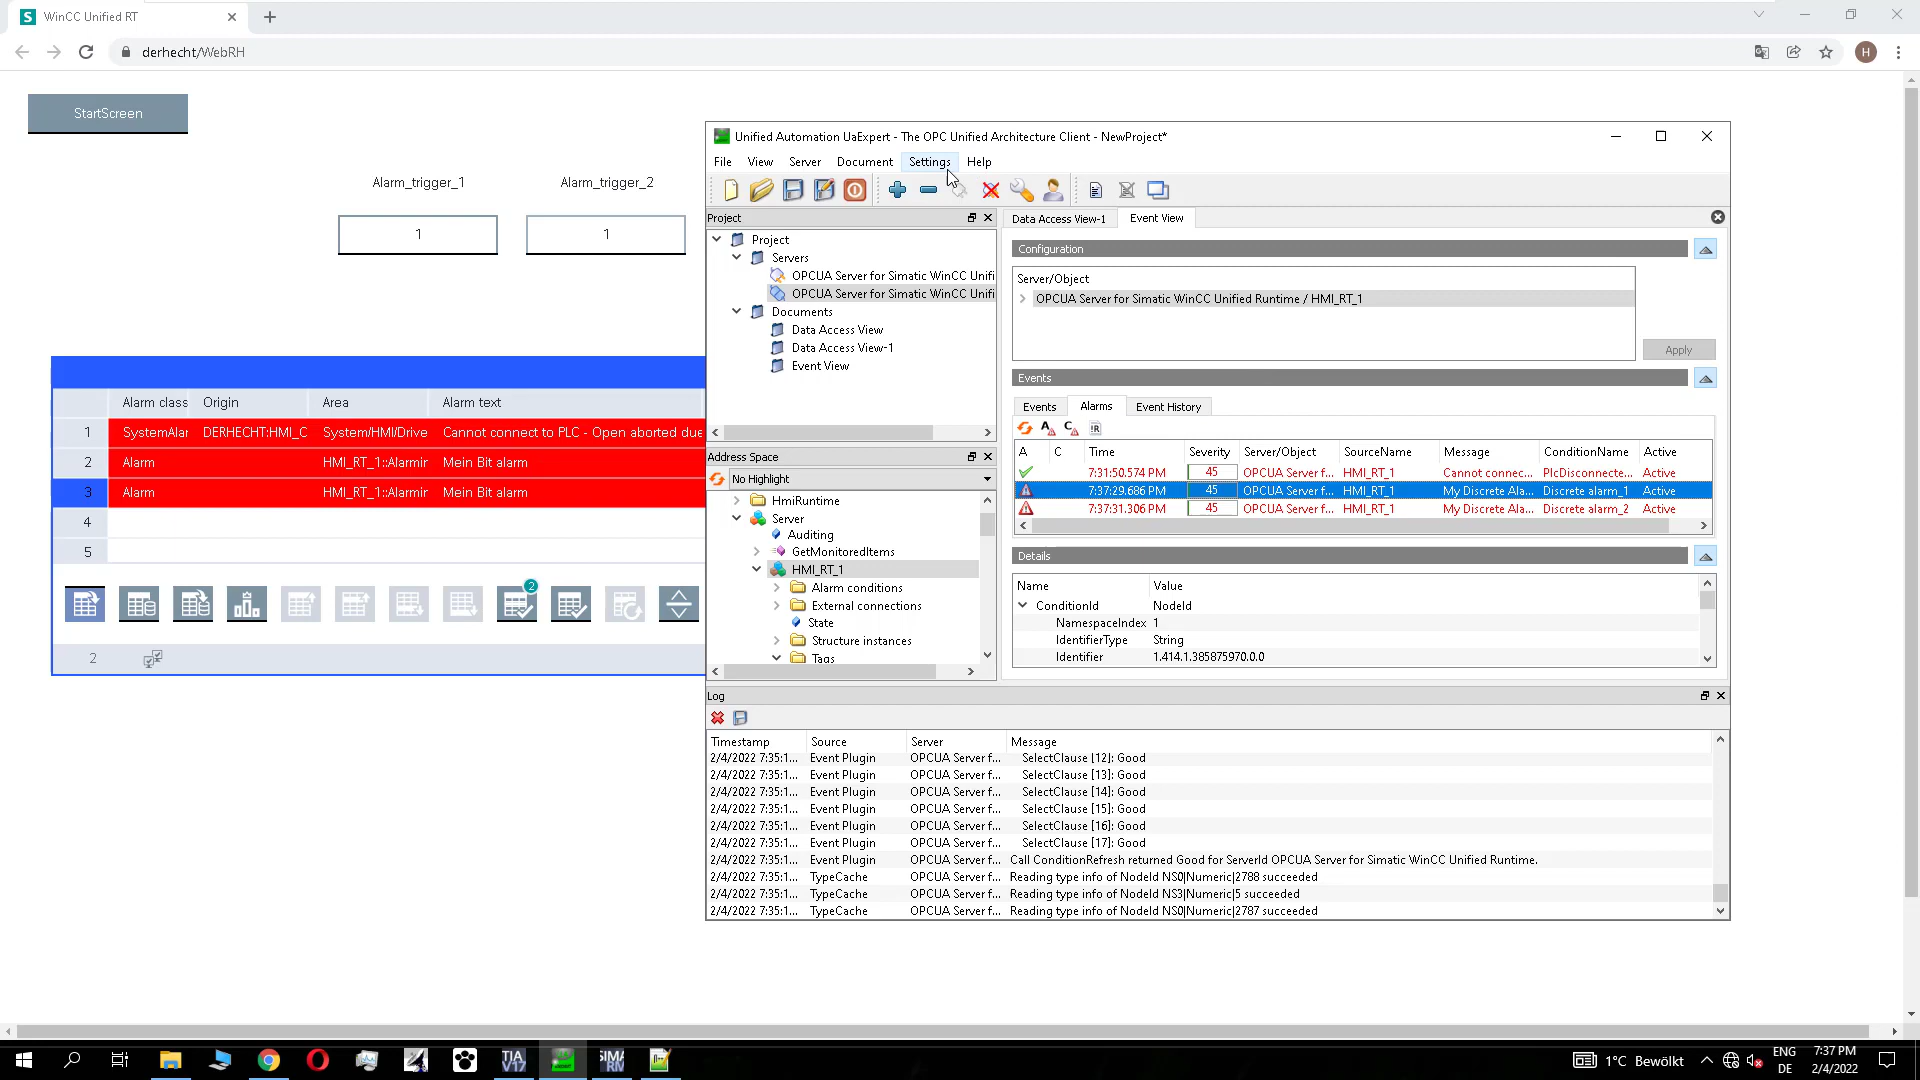 WinCC Unified RT
derhecht/WebRH
H
StartScreen
Alarm_trigger_1
Alarm_trigger_2
1
1
Alarm class Origin Area Alarm text
1 SystemAlar DERHECHT:HMI_C System/HMI/Drive Cannot connect to PLC - Open aborted due
2 Alarm HMI_RT_1::Alarmir Mein Bit alarm
3 Alarm HMI_RT_1::Alarmir Mein Bit alarm
4
5
2
2
Unified Automation UaExpert - The OPC Unified Architecture Client - NewProject*
File View Server Document Settings Help
Project
Project
Servers
OPCUA Server for Simatic WinCC Unifi
OPCUA Server for Simatic WinCC Unifi
Documents
Data Access View
Data Access View-1
Event View
Address Space
No Highlight
HmiRuntime
Server
Auditing
GetMonitoredItems
HMI_RT_1
Alarm conditions
External connections
State
Structure instances
Tags
Data Access View-1 Event View
Configuration
Server/Object
OPCUA Server for Simatic WinCC Unified Runtime / HMI_RT_1
Apply
Events
Events Alarms Event History
A C Time Severity Server/Object SourceName Message ConditionName Active
7:31:50.574 PM 45 OPCUA Server f... HMI_RT_1 Cannot connec... PlcDisconnecte... Active
7:37:29.686 PM 45 OPCUA Server f... HMI_RT_1 My Discrete Ala... Discrete alarm_1 Active
7:37:31.306 PM 45 OPCUA Server f... HMI_RT_1 My Discrete Ala... Discrete alarm_2 Active
Details
Name Value
ConditionId NodeId
NamespaceIndex 1
IdentifierType String
Identifier 1.414.1.385875970.0.0
Log
Timestamp Source Server Message
2/4/2022 7:35:1... Event Plugin OPCUA Server f... SelectClause [12]: Good
2/4/2022 7:35:1... Event Plugin OPCUA Server f... SelectClause [13]: Good
2/4/2022 7:35:1... Event Plugin OPCUA Server f... SelectClause [14]: Good
2/4/2022 7:35:1... Event Plugin OPCUA Server f... SelectClause [15]: Good
2/4/2022 7:35:1... Event Plugin OPCUA Server f... SelectClause [16]: Good
2/4/2022 7:35:1... Event Plugin OPCUA Server f... SelectClause [17]: Good
2/4/2022 7:35:1... Event Plugin OPCUA Server f... Call ConditionRefresh returned Good for ServerId OPCUA Server for Simatic WinCC Unified Runtime.
2/4/2022 7:35:1... TypeCache OPCUA Server f... Reading type info of NodeId NS0|Numeric|2788 succeeded
2/4/2022 7:35:1... TypeCache OPCUA Server f... Reading type info of NodeId NS3|Numeric|5 succeeded
2/4/2022 7:35:1... TypeCache OPCUA Server f... Reading type info of NodeId NS0|Numeric|2787 succeeded
TIA V17
1°C Bewölkt
ENG
DE
7:37 PM
2/4/2022